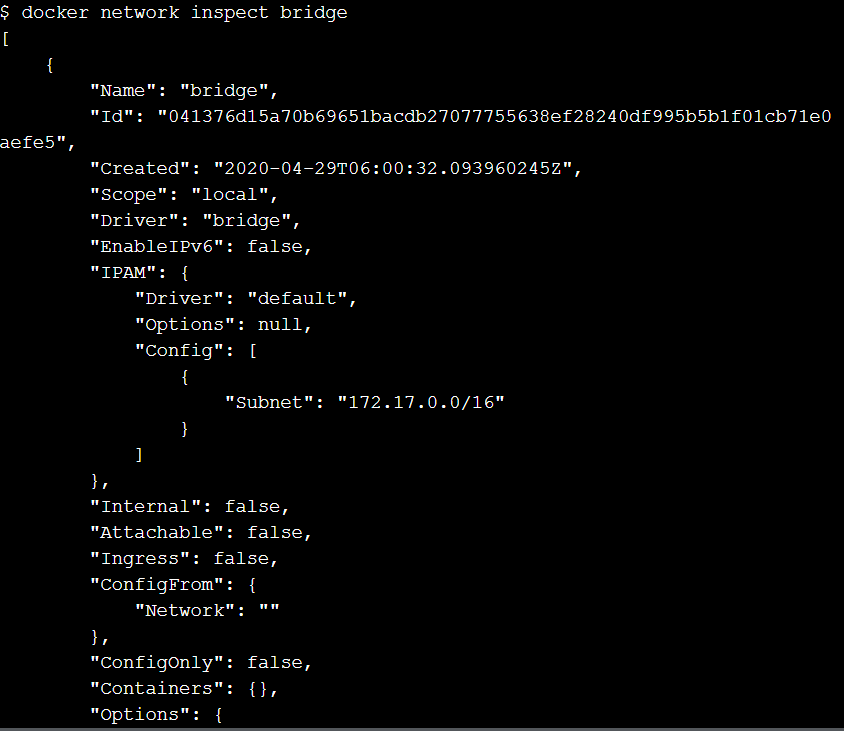 $ docker network inspect bridge
[
    {
        "Name": "bridge",
        "Id": "041376d15a70b69651bacdb27077755638ef28240df995b5b1f01cb71e0
aefe5",
        "Created": "2020-04-29T06:00:32.093960245Z",
        "Scope": "local",
        "Driver": "bridge",
        "EnableIPv6": false,
        "IPAM": {
            "Driver": "default",
            "Options": null,
            "Config": [
                {
                    "Subnet": "172.17.0.0/16"
                }
            ]
        },
        "Internal": false,
        "Attachable": false,
        "Ingress": false,
        "ConfigFrom": {
            "Network": ""
        },
        "ConfigOnly": false,
        "Containers": {},
        "Options": {